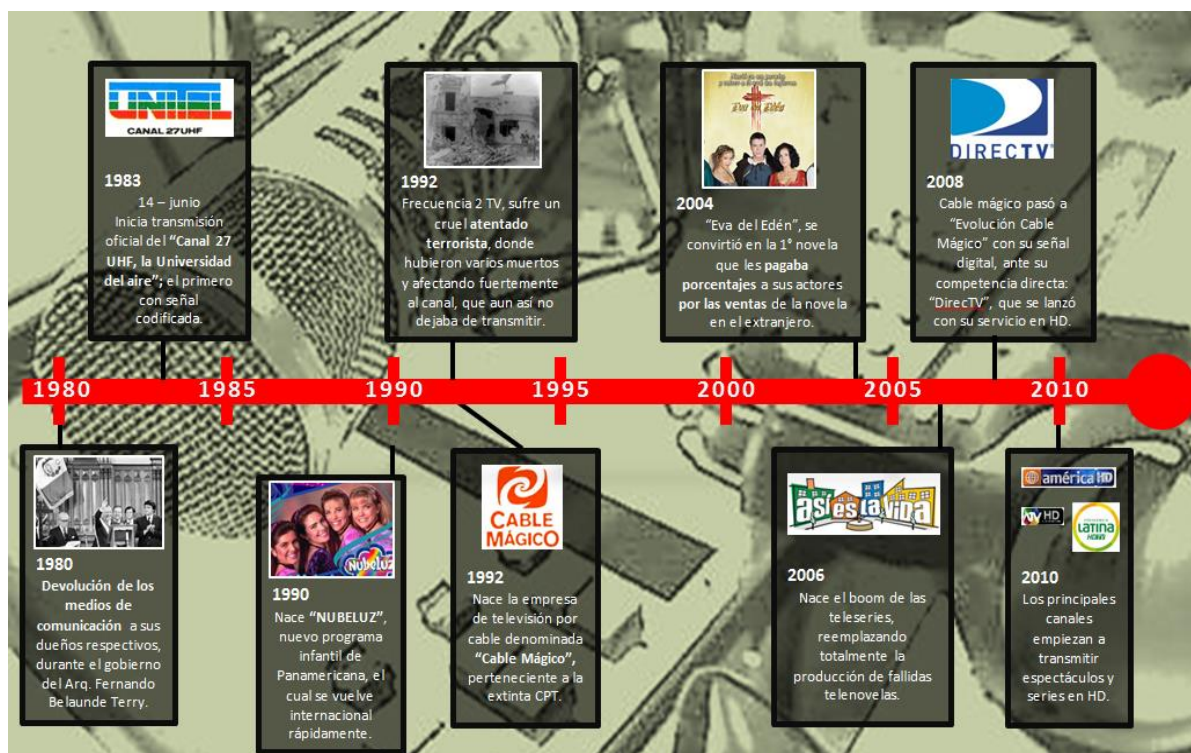 UNITEL
CANAL 27UHF
1983
14 – junio
Inicia transmisión
oficial del “Canal 27
UHF, la Universidad
del aire”; el primero
con señal
codificada.
1992
Frecuencia 2 TV, sufre un
cruel atentado
terrorista, donde
hubieron varios muertos
y afectando fuertemente
al canal, que aun así no
dejaba de transmitir.
Eva del Edén
2004
“Eva del Edén”, se
convirtió en la 1° novela
que les pagaba
porcentajes a sus actores
por las ventas de la novela
en el extranjero.
DIRECTV
2008
Cable mágico pasó a
“Evolución Cable
Mágico” con su señal
digital, ante su
competencia directa:
“DirecTV”, que se lanzó
con su servicio en HD.
1980 1985 1990 1995 2000 2005 2010
1980
Devolución de los
medios de
comunicación a sus
dueños respectivos,
durante el gobierno
del Arq. Fernando
Belaunde Terry.
Nubeluz
1990
Nace “NUBELUZ”,
nuevo programa
infantil de
Panamericana, el
cual se vuelve
internacional
rápidamente.
CABLE
MÁGICO
1992
Nace la empresa
de televisión por
cable denominada
“Cable Mágico”,
perteneciente a la
extinta CPT.
así es la vida
2006
Nace el boom de las
teleseries,
reemplazando
totalmente la
producción de fallidas
telenovelas.
américa HD
ATV HD
LATINA
2010
Los principales
canales
empiezan a
transmitir
espectáculos y
series en HD.